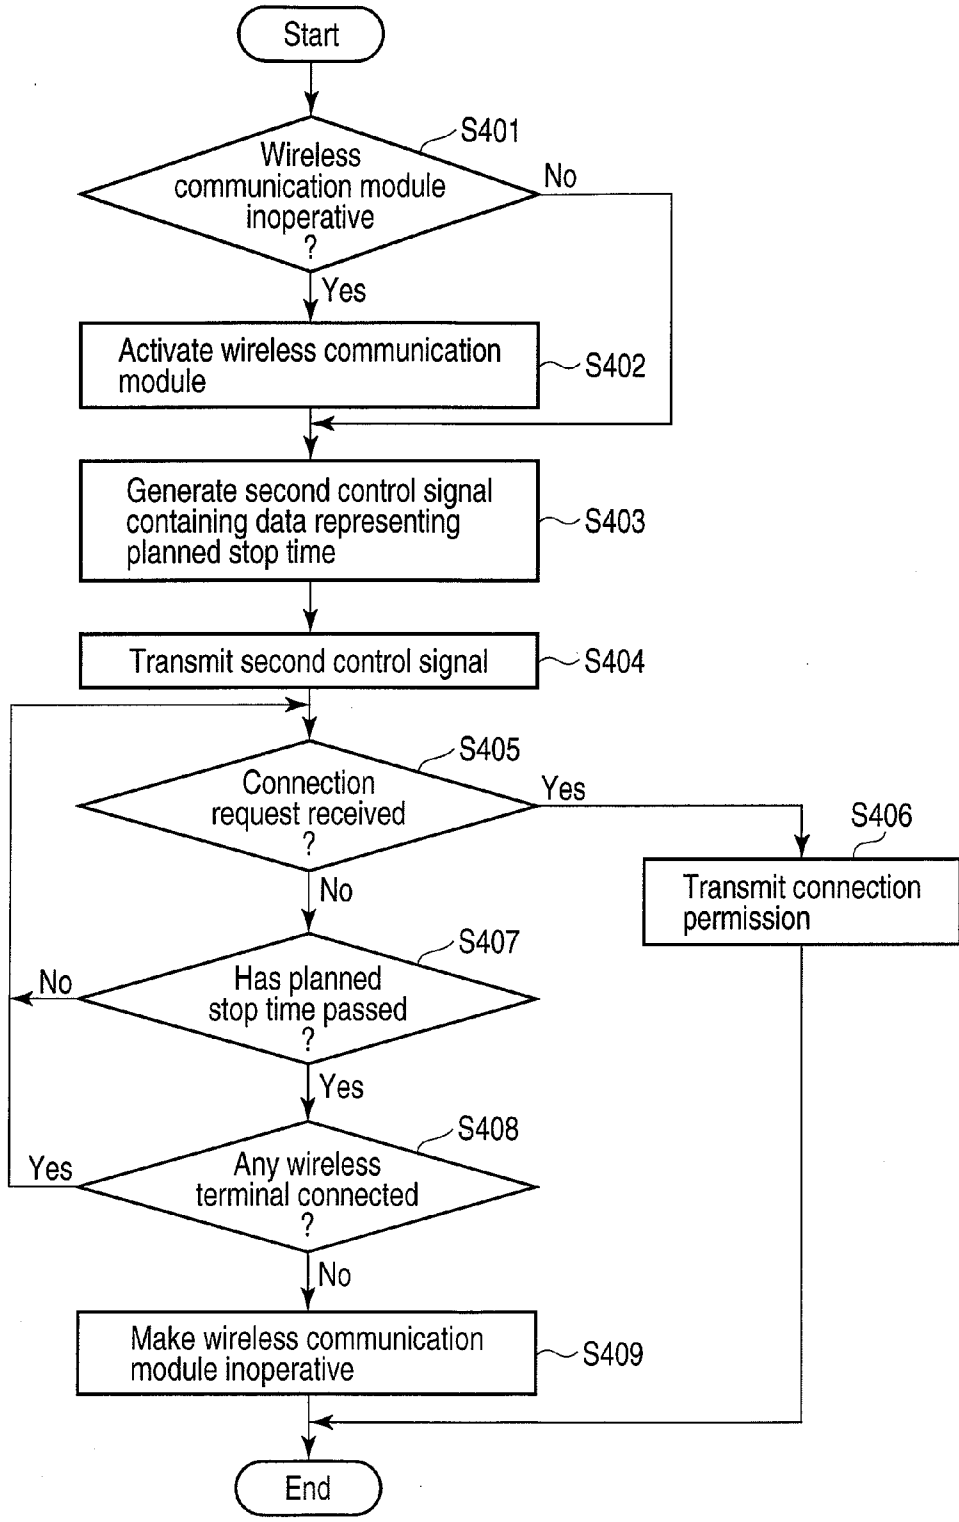 Start
S401
Wireless
communication module
inoperative
?
No
Yes
Activate wireless communication
module
S402
Generate second control signal
containing data representing
planned stop time
S403
Transmit second control signal
S404
S405
Connection
request received
?
Yes
S406
Transmit connection
permission
No
S407
Has planned
stop time passed
?
No
Yes
S408
Any wireless
terminal connected
?
Yes
No
Make wireless communication
module inoperative
S409
End